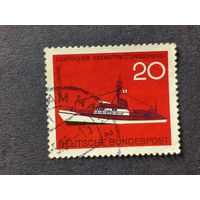 DEUTSCHER SEENOTRETTUNGSDIENST
20
JAHRE
DEUTSCHE BUNDESPOST